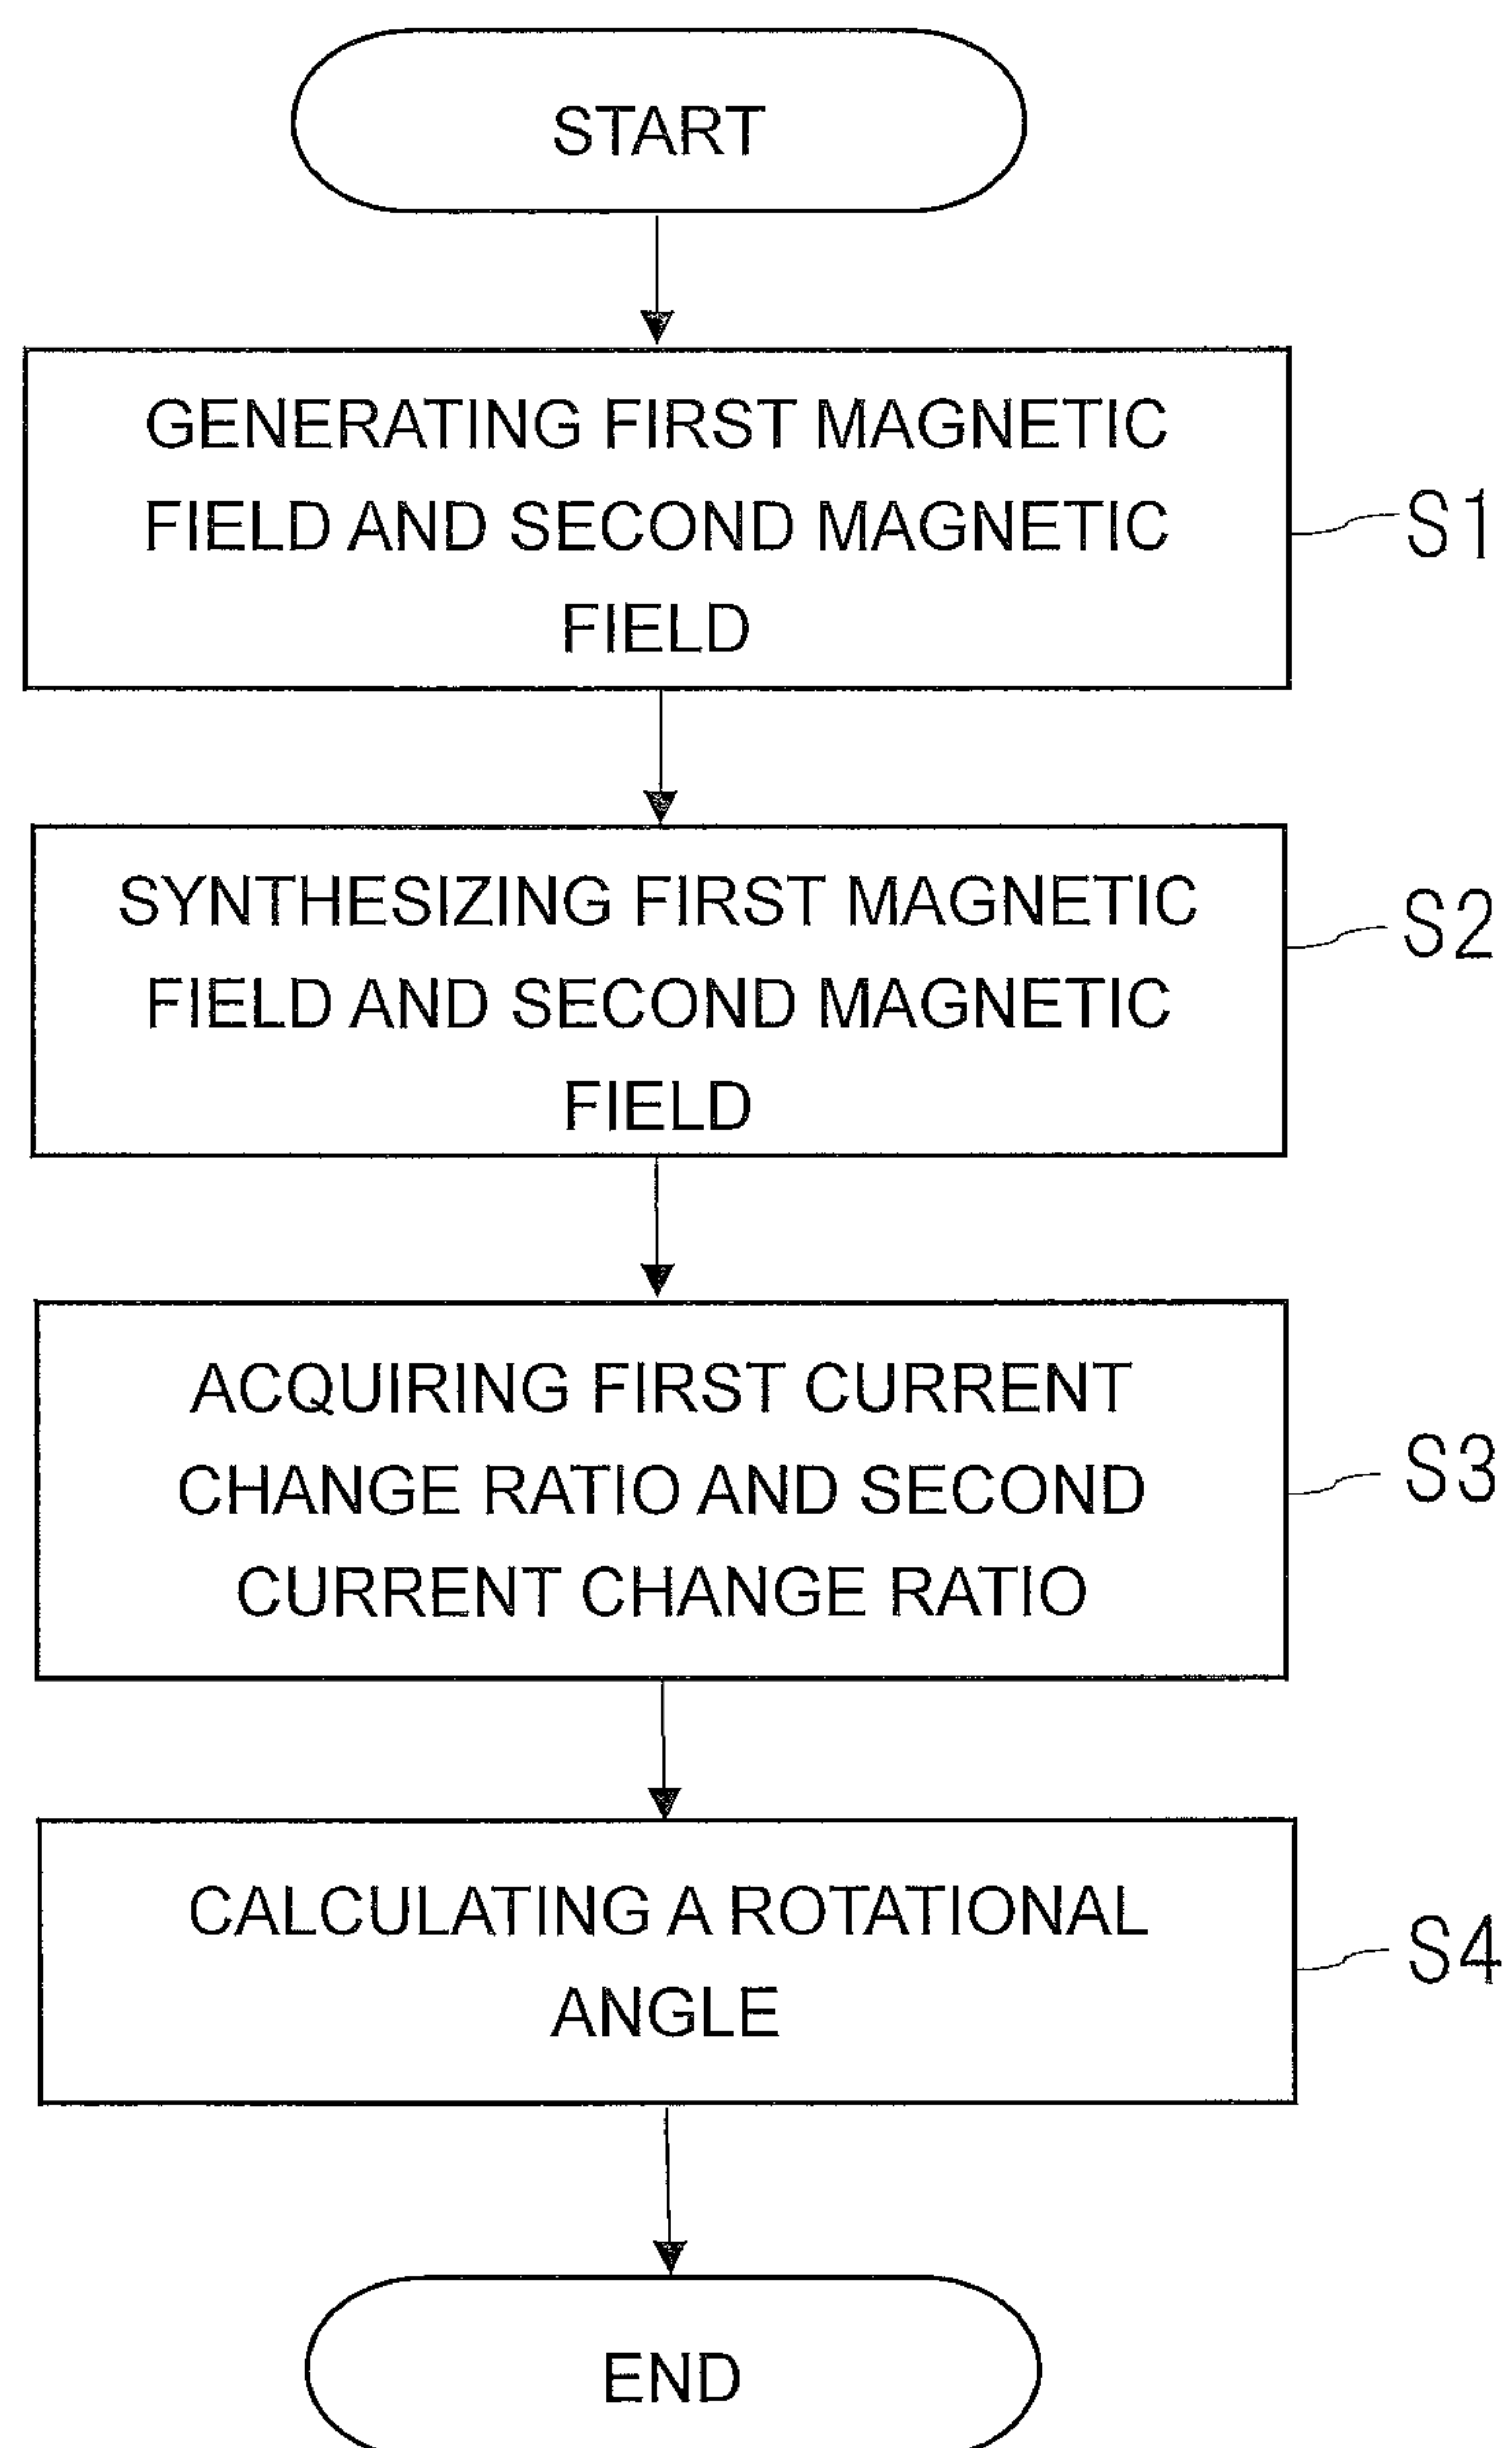 START
GENERATING FIRST MAGNETIC
FIELD AND SECOND MAGNETIC
FIELD
S1
SYNTHESIZING FIRST MAGNETIC
FIELD AND SECOND MAGNETIC
FIELD
S2
ACQUIRING FIRST CURRENT
CHANGE RATIO AND SECOND
CURRENT CHANGE RATIO
S3
CALCULATING A ROTATIONAL
ANGLE
S4
END